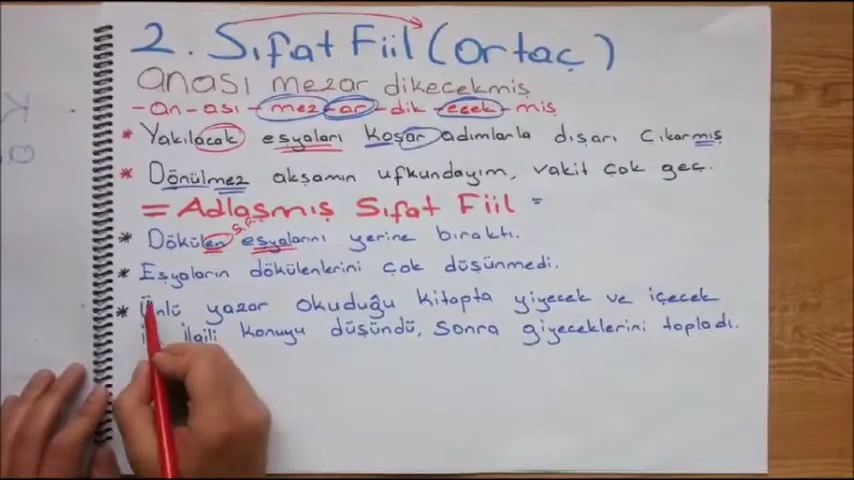 2. Sıfat Fiil (Ortaç)
anası mezar dikecekmiş
-an-ası-mez-ar-dik-ecek-miş
* Yakılacak eşyaları koşar adımlarla dışarı çıkarmış
* Dönülmez akşamın ufkundayım, vakit çok geç.
= Adlaşmış Sıfat Fiil =
* Dökülen eşyalarını yerine bıraktı.
* Eşyaların dökülenlerini çok düşünmedi.
* Ünlü yazar okuduğu kitapta yiyecek ve içecek
ilgili konuyu düşündü, sonra giyeceklerini topladı.